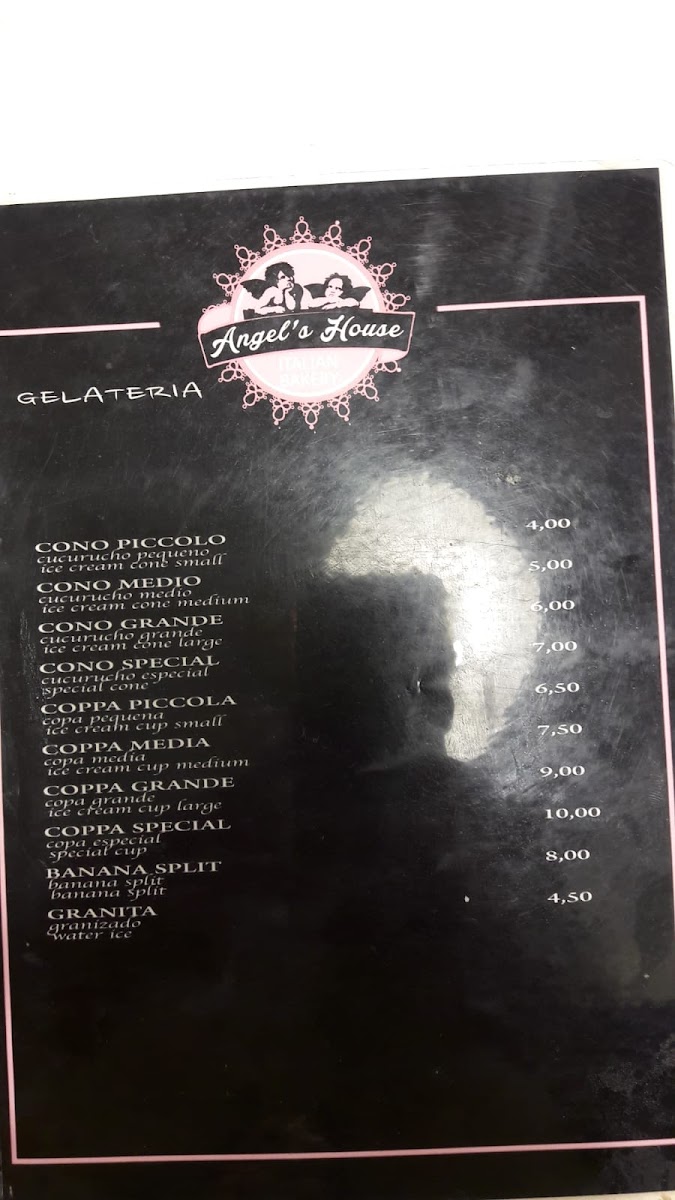 Angel's House
ITALIAN
BAKERY
GELATERIA
CONO PICCOLO 4,00
cucurucho pequeno
ice cream cone small
CONO MEDIO 5,00
cucurucho medio
ice cream cone medium
CONO GRANDE 6,00
cucurucho grande
ice cream cone large
CONO SPECIAL 7,00
cucurucho especial
special cone
COPPA PICCOLA 6,50
copa pequena
ice cream cup small
COPPA MEDIA 7,50
copa media
ice cream cup medium
COPPA GRANDE 9,00
copa grande
ice cream cup large
COPPA SPECIAL 10,00
copa especial
special cup
BANANA SPLIT 8,00
banana split
banana split
GRANITA 4,50
granizado
water ice